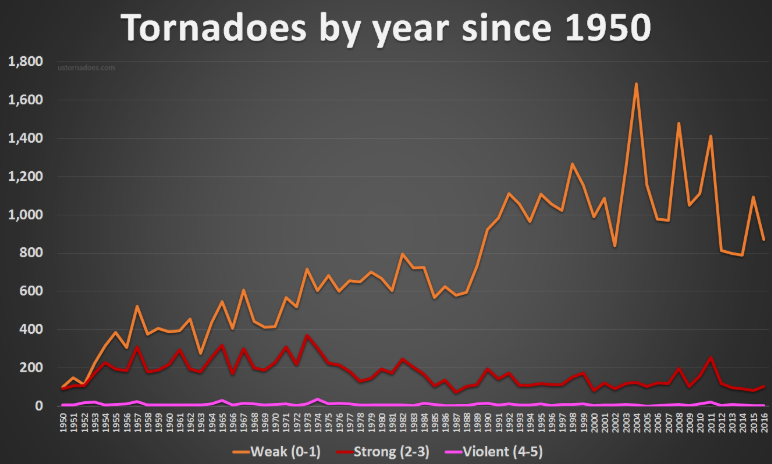 Tornadoes by year since 1950
1,800
ustornadoes.com
1,600
1,400
1,200
1,000
800
600
400
200
0
1950 1951 1952 1953 1954 1955 1956 1957 1958 1959 1960 1961 1962 1963 1964 1965 1966 1967 1968 1969 1970 1971 1972 1973 1974 1975 1976 1977 1978 1979 1980 1981 1982 1983 1984 1985 1986 1987 1988 1989 1990 1991 1992 1993 1994 1995 1996 1997 1998 1999 2000 2001 2002 2003 2004 2005 2006 2007 2008 2009 2010 2011 2012 2013 2014 2015 2016
Weak (0-1) Strong (2-3) Violent (4-5)